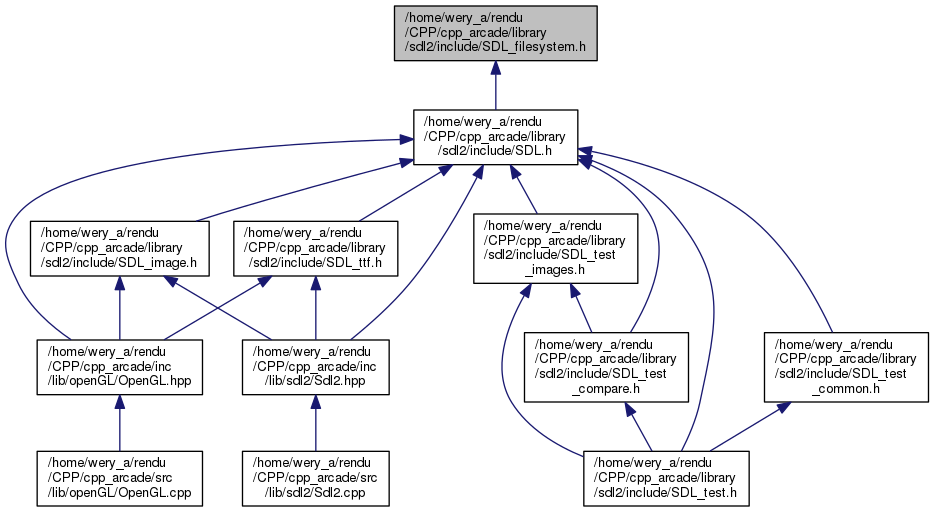 /home/wery_a/rendu
/CPP/cpp_arcade/library
/sdl2/include/SDL_filesystem.h
/home/wery_a/rendu
/CPP/cpp_arcade/library
/sdl2/include/SDL.h
/home/wery_a/rendu
/CPP/cpp_arcade/library
/sdl2/include/SDL_image.h
/home/wery_a/rendu
/CPP/cpp_arcade/library
/sdl2/include/SDL_ttf.h
/home/wery_a/rendu
/CPP/cpp_arcade/library
/sdl2/include/SDL_test
_images.h
/home/wery_a/rendu
/CPP/cpp_arcade/inc
/lib/openGL/OpenGL.hpp
/home/wery_a/rendu
/CPP/cpp_arcade/inc
/lib/sdl2/Sdl2.hpp
/home/wery_a/rendu
/CPP/cpp_arcade/library
/sdl2/include/SDL_test
_compare.h
/home/wery_a/rendu
/CPP/cpp_arcade/library
/sdl2/include/SDL_test
_common.h
/home/wery_a/rendu
/CPP/cpp_arcade/src
/lib/openGL/OpenGL.cpp
/home/wery_a/rendu
/CPP/cpp_arcade/src
/lib/sdl2/Sdl2.cpp
/home/wery_a/rendu
/CPP/cpp_arcade/library
/sdl2/include/SDL_test.h